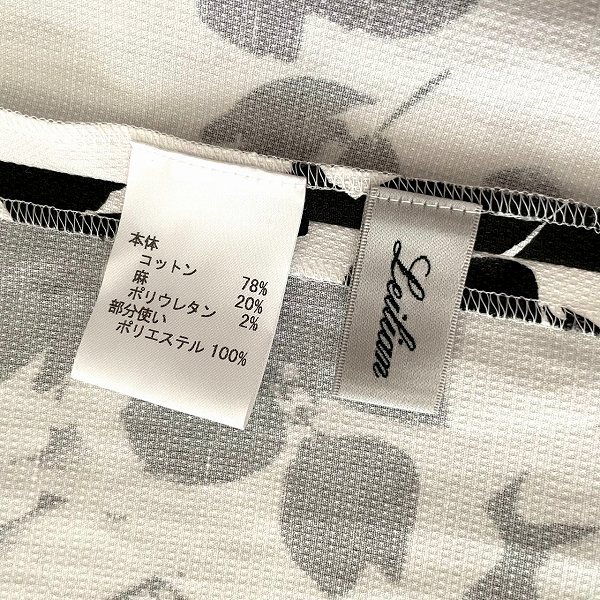 本体
コットン 78%
麻 20%
ポリウレタン 2%
部分使い
ポリエステル 100%
Leilian